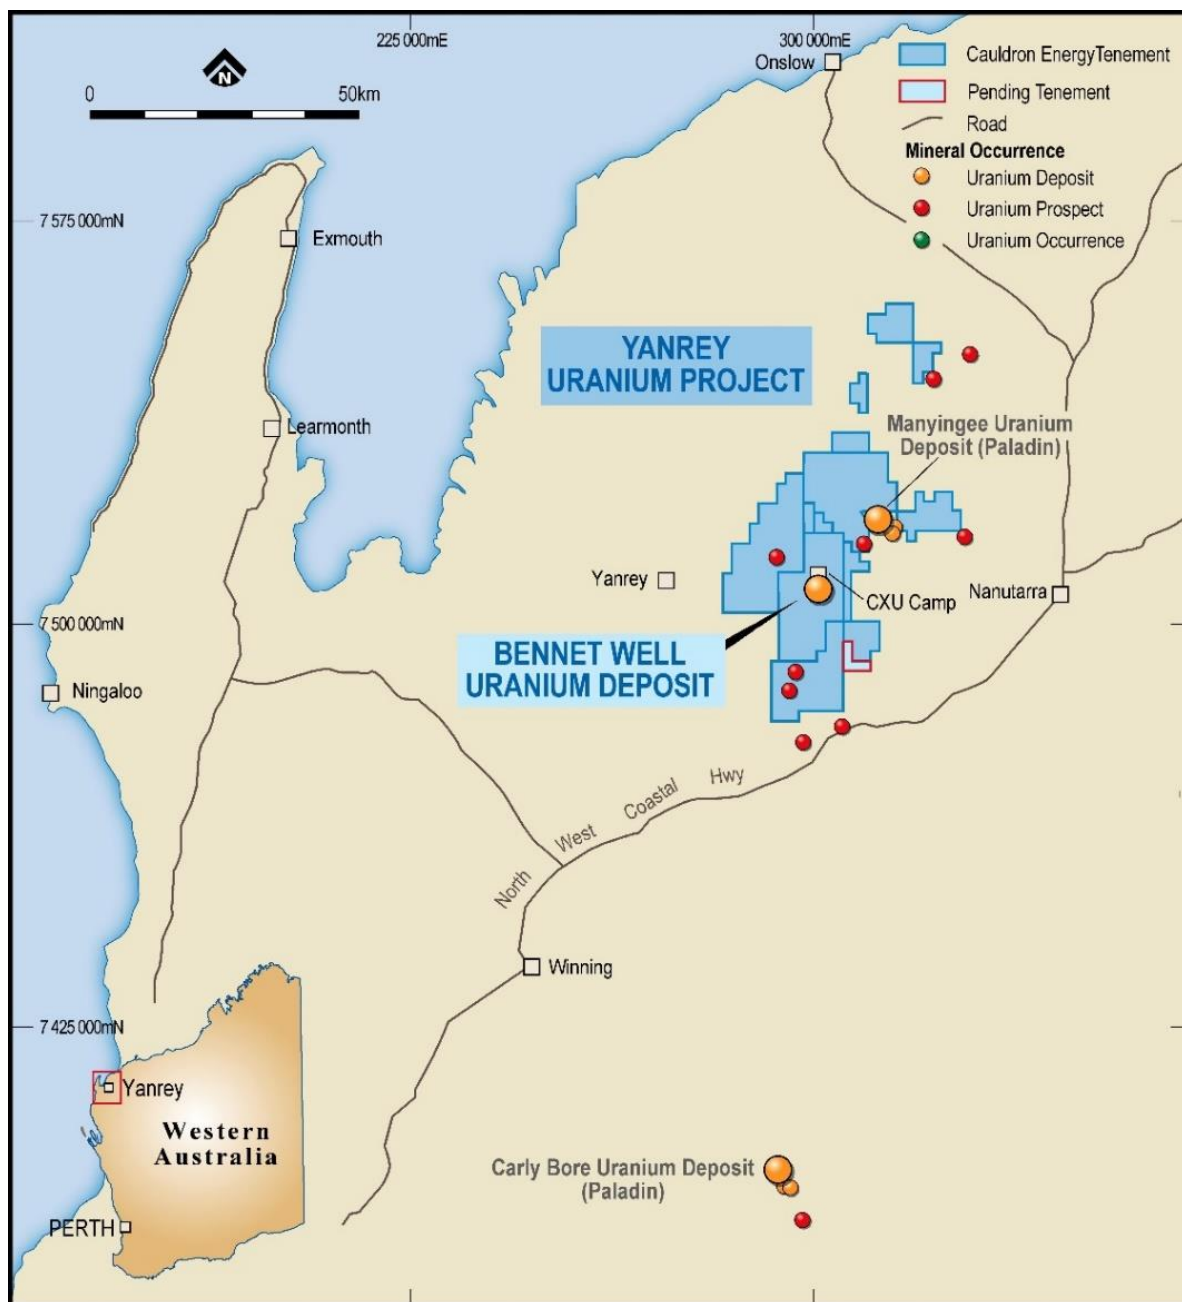 225 000mE
300 000mE
Onslow
N
0
50km
Cauldron EnergyTenement
Pending Tenement
Road
Mineral Occurrence
Uranium Deposit
Uranium Prospect
Uranium Occurrence
7 575 000mN
Exmouth
YANREY
URANIUM PROJECT
Learmonth
Manyingee Uranium
Deposit (Paladin)
Yanrey
CXU Camp
Nanutarra
7 500 000mN
BENNET WELL
URANIUM DEPOSIT
Ningaloo
North West Coastal Hwy
Winning
7 425 000mN
Yanrey
Western
Australia
Carly Bore Uranium Deposit
(Paladin)
PERTH